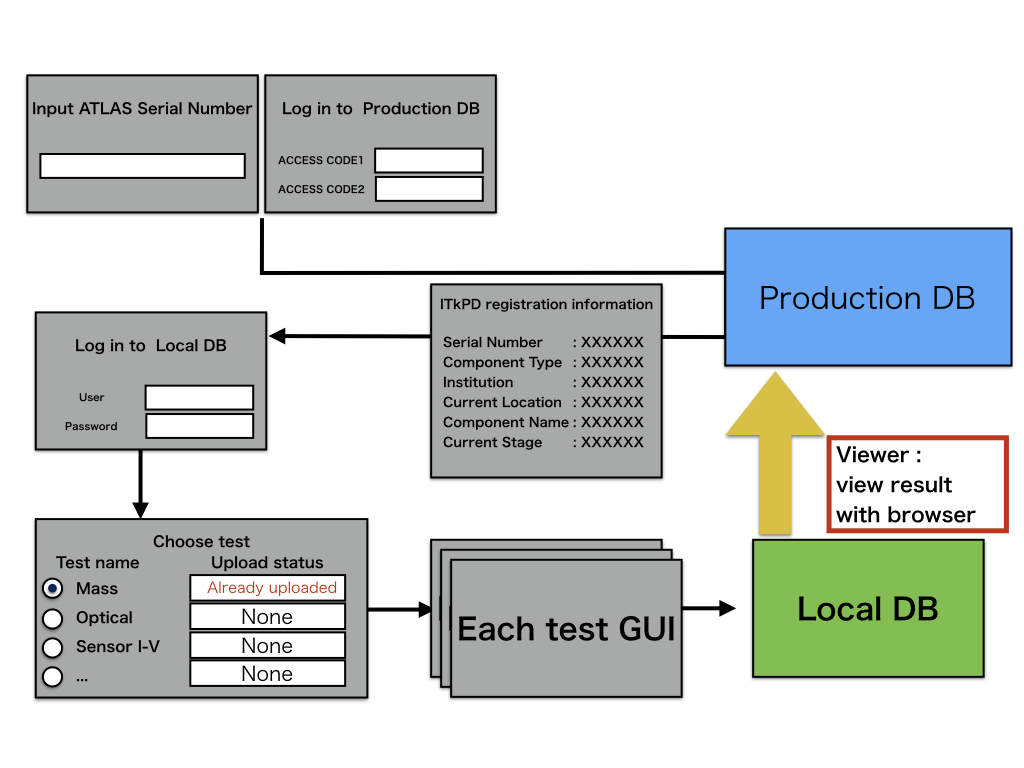 Input ATLAS Serial Number
Log in to Production DB
ACCESS CODE1
ACCESS CODE2
Production DB
ITkPD registration information
Serial Number : XXXXXX
Component Type : XXXXXX
Institution : XXXXXX
Current Location : XXXXXX
Component Name : XXXXXX
Current Stage : XXXXXX
Log in to Local DB
User
Password
Viewer :
view result
with browser
Choose test
Test name Upload status
Mass Already uploaded
Optical None
Sensor I-V None
... None
Each test GUI
Local DB